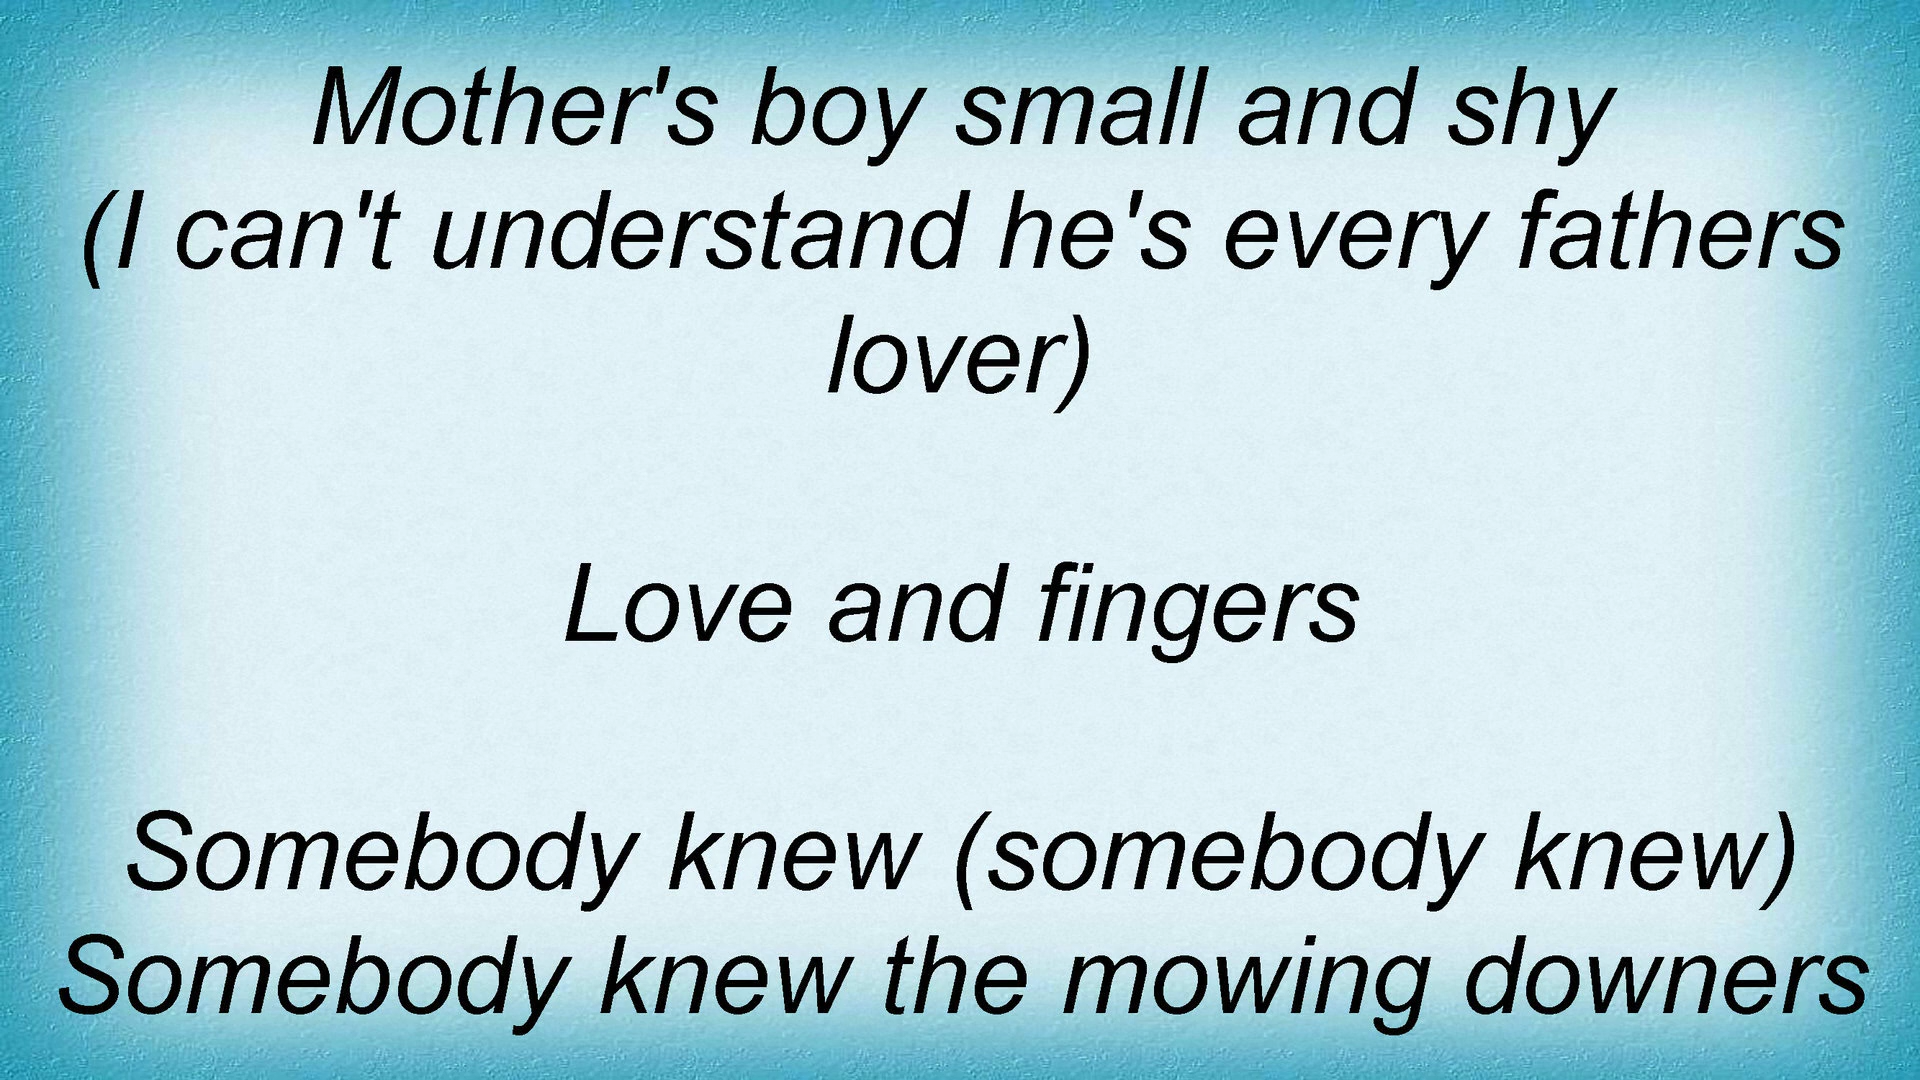 Mother's boy small and shy
(I can't understand he's every fathers
lover)
Love and fingers
Somebody knew (somebody knew)
Somebody knew the mowing downers